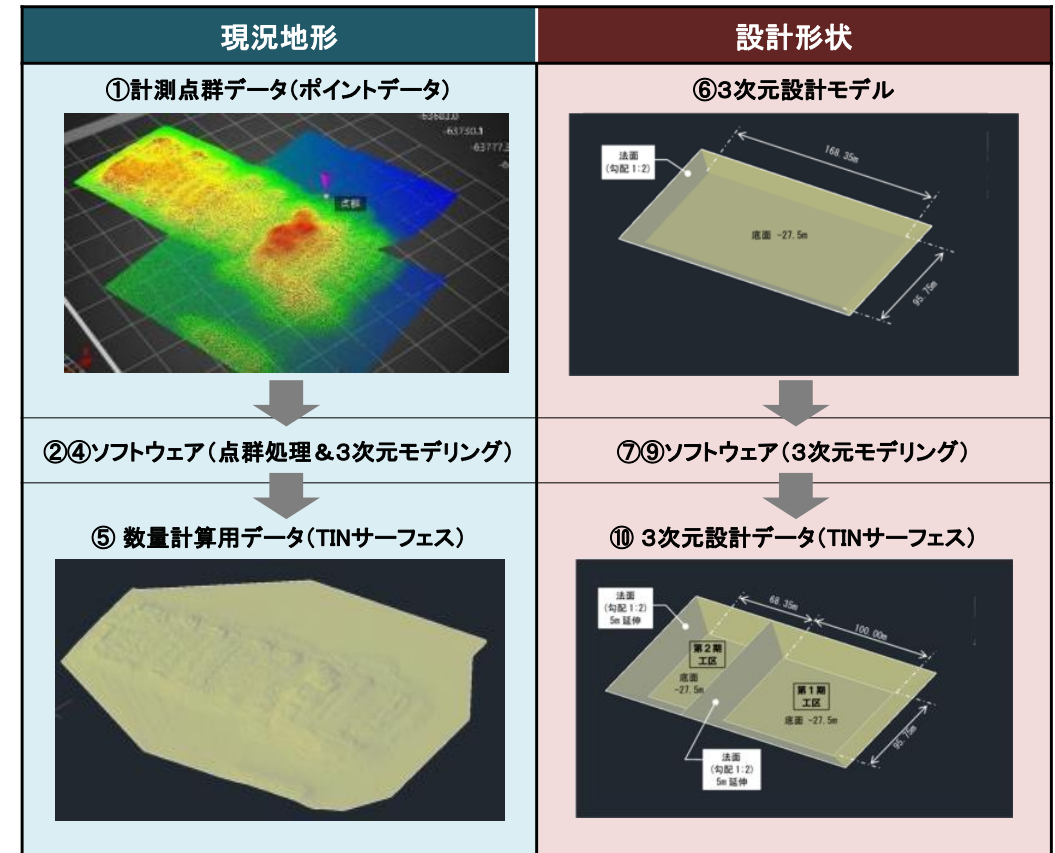 現況地形
設計形状
①計測点群データ(ポイントデータ)
-63683.0
-63730.1
-63777.3
点群
②④ソフトウェア(点群処理&3次元モデリング)
⑤ 数量計算用データ(TINサーフェス)
⑥3次元設計モデル
法面
(勾配 1:2)
168.35m
底面 -27.5m
95.75m
⑦⑨ソフトウェア(3次元モデリング)
⑩ 3次元設計データ(TINサーフェス)
法面
(勾配 1:2)
5m 延伸
68.35m
100.00m
第2期
工区
底面
-27.5m
第1期
工区
底面 -27.5m
95.75m
法面
(勾配 1:2)
5m 延伸